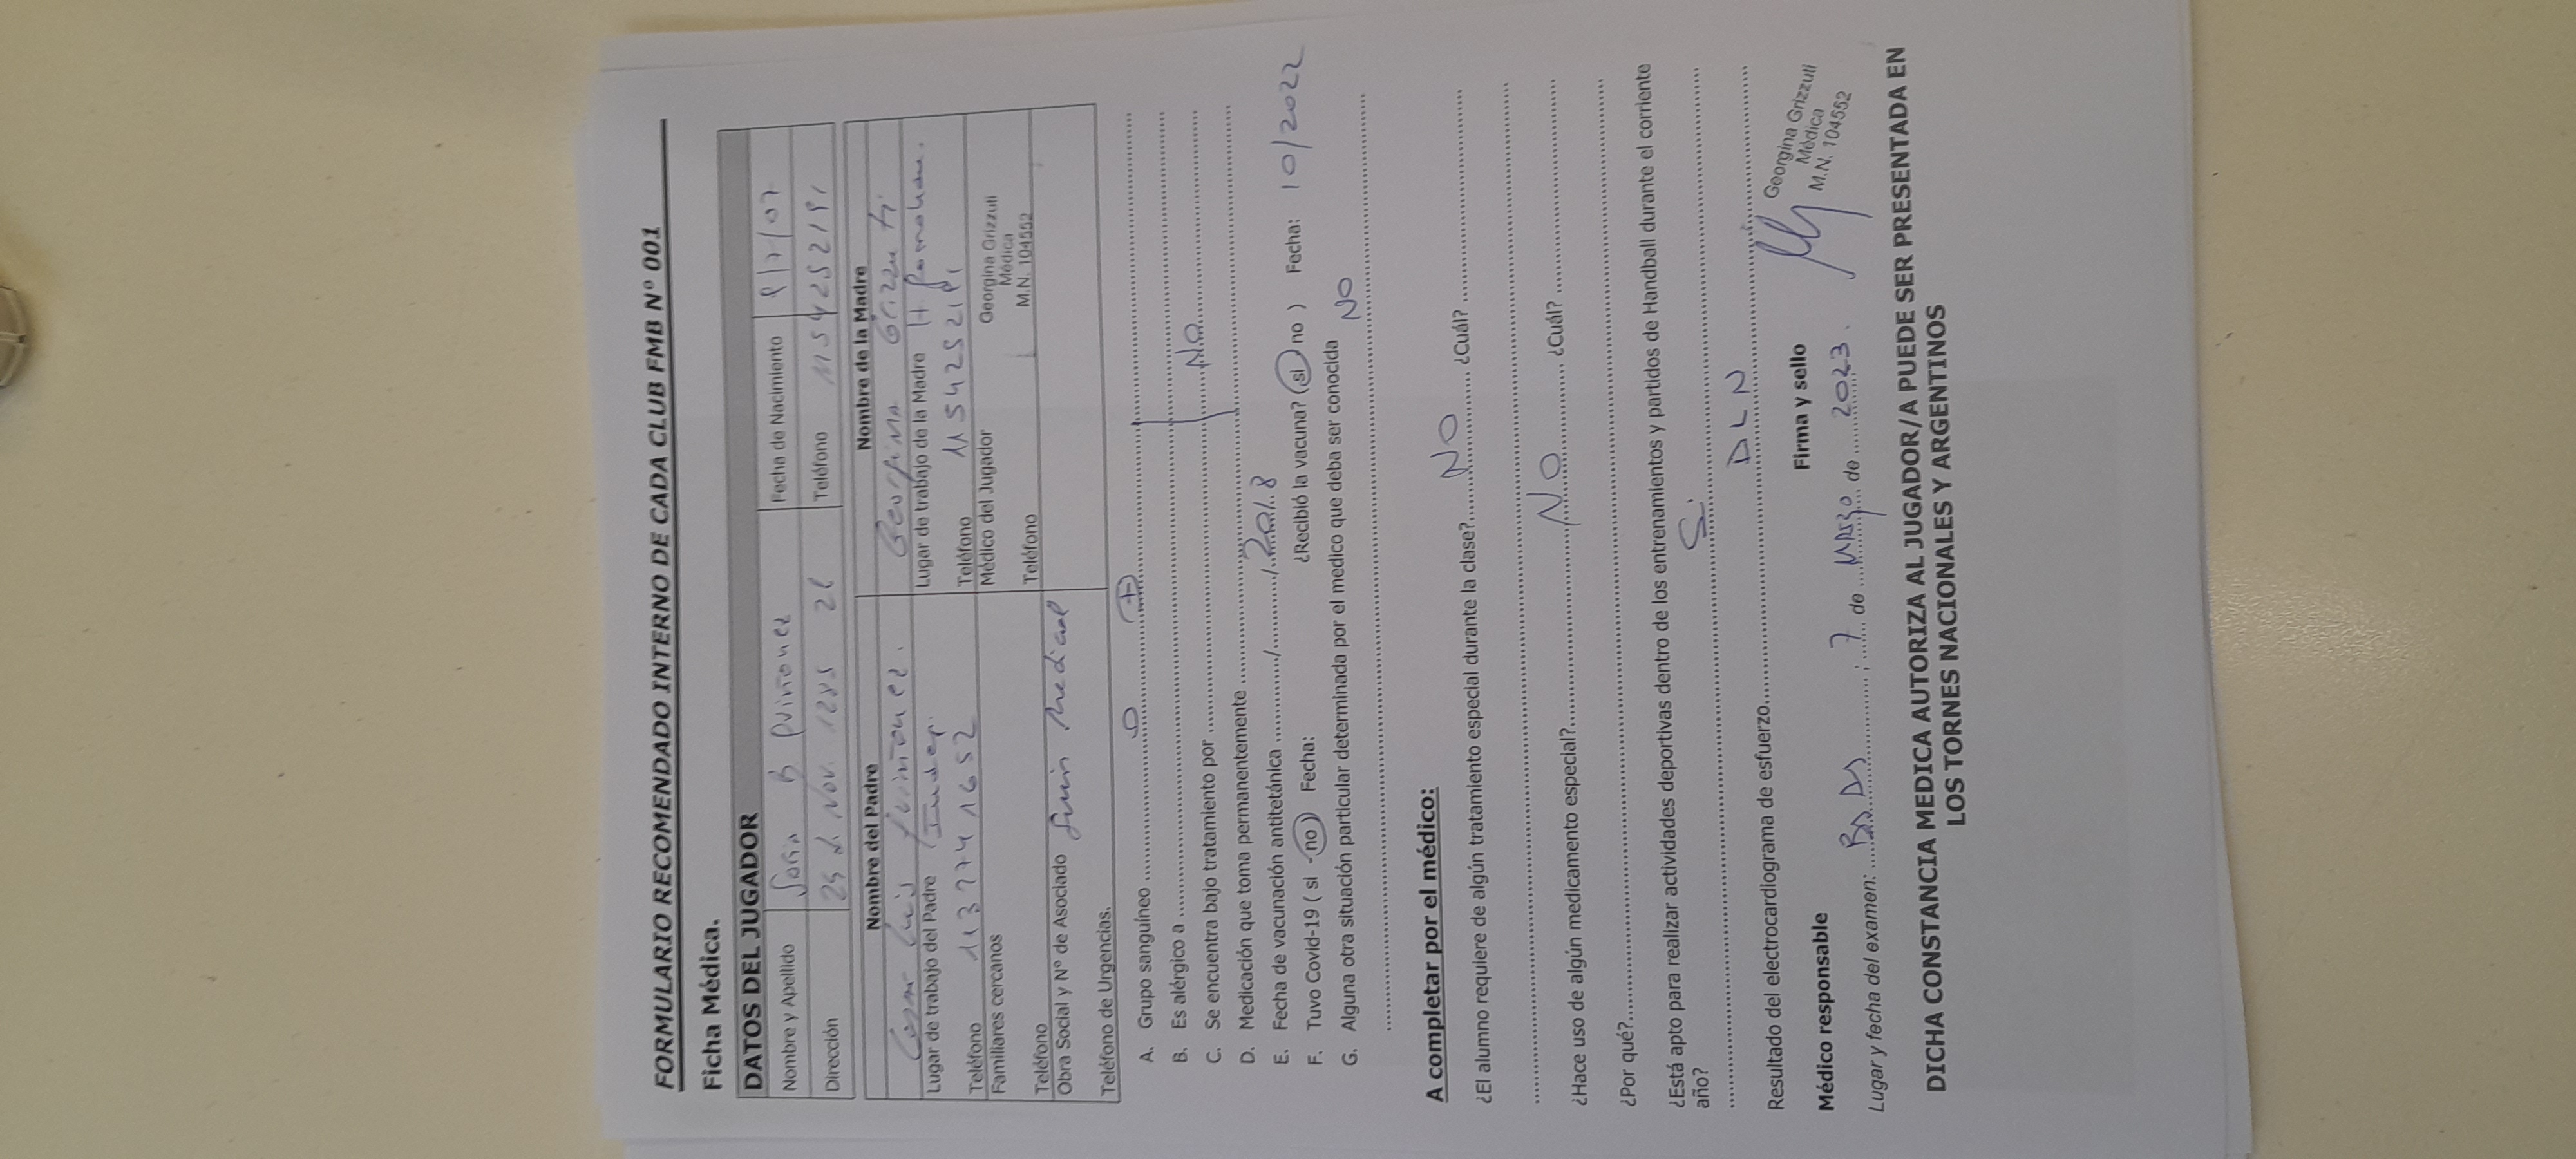 FORMULARIO RECOMENDADO INTERNO DE CADA CLUB FMB Nº 001
Ficha Médica.
DATOS DEL JUGADOR
Nombre y Apellido Fecha de Nacimiento
Dirección Teléfono
Nombre del Padre Nombre de la Madre
Lugar de trabajo del Padre Indep. Lugar de trabajo de la Madre H
Teléfono Teléfono
Familiares cercanos Médico del Jugador Georgina Grizzuti
Médica
M.N. 104552
Teléfono Teléfono
Obra Social y Nº de Asociado Swiss Medical
Teléfono de Urgencias.
A. Grupo sanguíneo O (+)
B. Es alérgico a
C. Se encuentra bajo tratamiento por NO
D. Medicación que toma permanentemente
E. Fecha de vacunación antitetánica ........./........./ 2018
F. Tuvo Covid-19 ( si - no ) Fecha: ¿Recibió la vacuna? ( si / no ) Fecha: 10/2022
G. Alguna otra situación particular determinada por el medico que deba ser conocida NO
A completar por el médico:
¿El alumno requiere de algún tratamiento especial durante la clase? NO ¿Cuál?
¿Hace uso de algún medicamento especial? NO ¿Cuál?
¿Por qué?
¿Está apto para realizar actividades deportivas dentro de los entrenamientos y partidos de Handball durante el corriente
año? Si
Resultado del electrocardiograma de esfuerzo DLN
Médico responsable Firma y sello
Georgina Grizzuti
Médica
M.N. 104552
Lugar y fecha del examen: Bs As ; 7 de Marzo de 2023.
DICHA CONSTANCIA MEDICA AUTORIZA AL JUGADOR/A PUEDE SER PRESENTADA EN
LOS TORNES NACIONALES Y ARGENTINOS